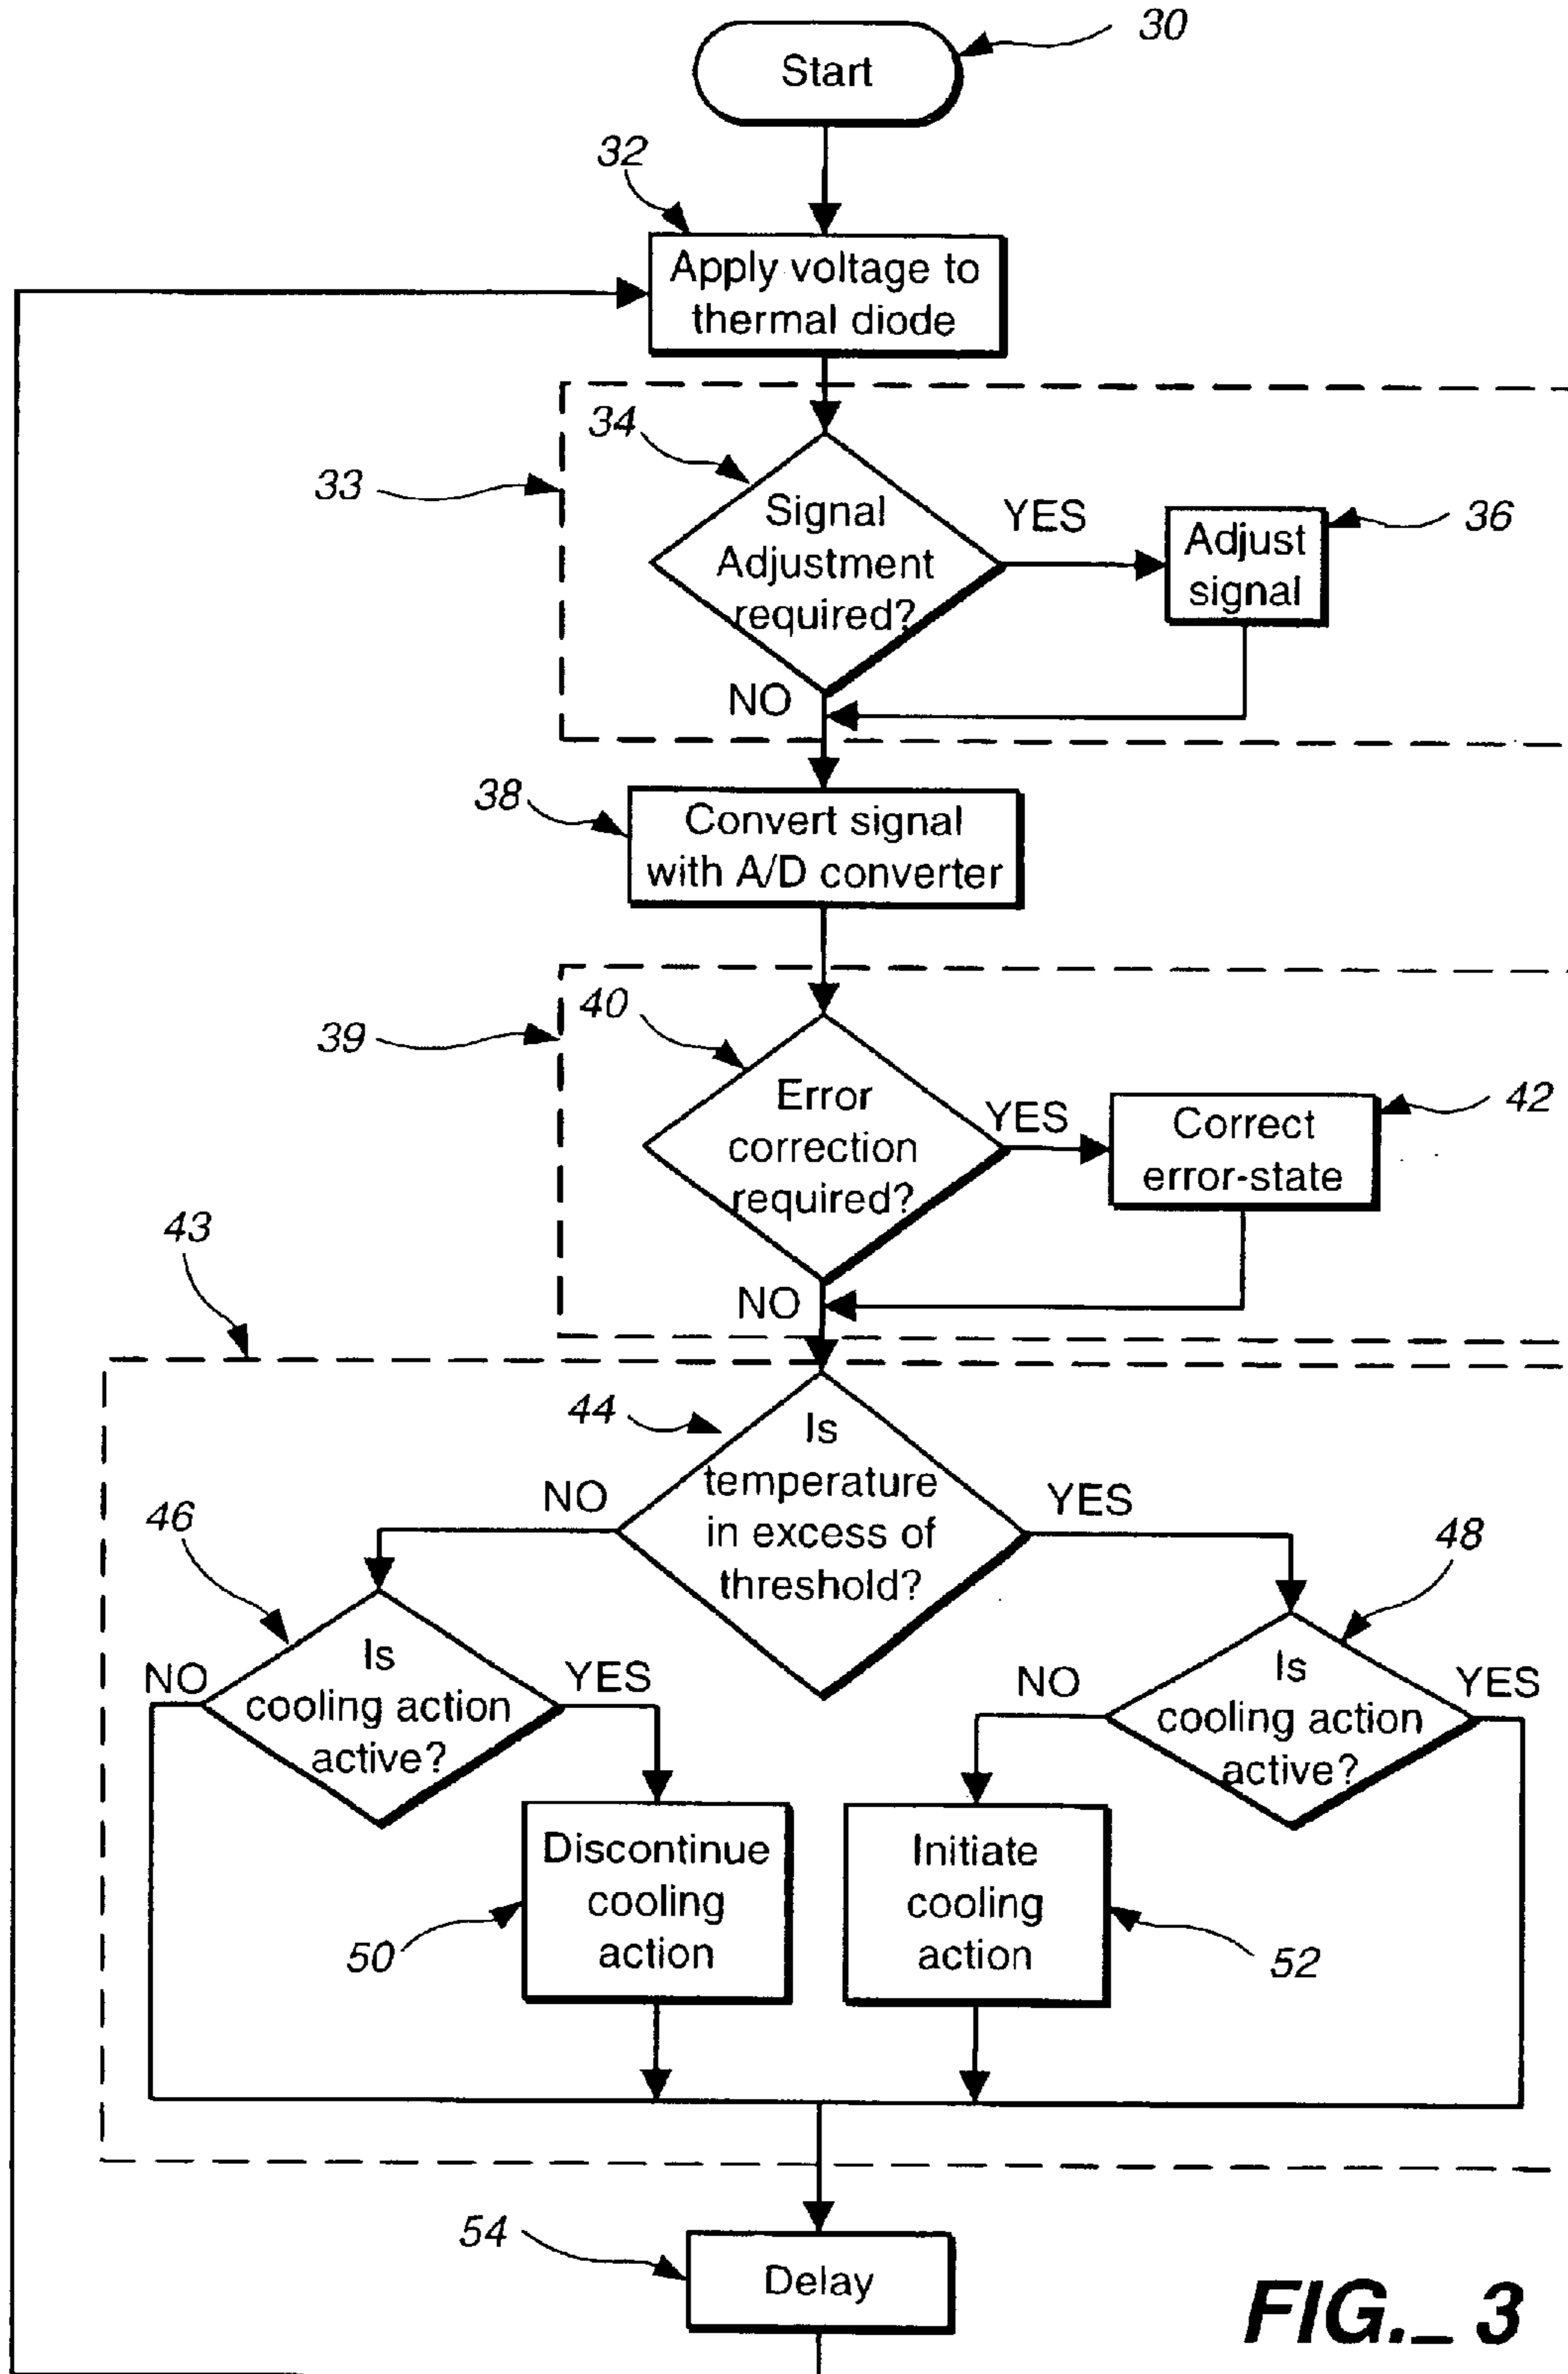 30
Start
32
Apply voltage to
thermal diode
34
33
Signal
Adjustment
required?
YES
Adjust
signal
36
NO
38
Convert signal
with A/D converter
40
39
Error
correction
required?
YES
Correct
error-state
42
NO
43
44
Is
temperature
in excess of
threshold?
NO
YES
46
48
Is
cooling action
active?
NO
YES
Is
cooling action
active?
NO
YES
Discontinue
cooling
action
50
Initiate
cooling
action
52
54
Delay
FIG._ 3